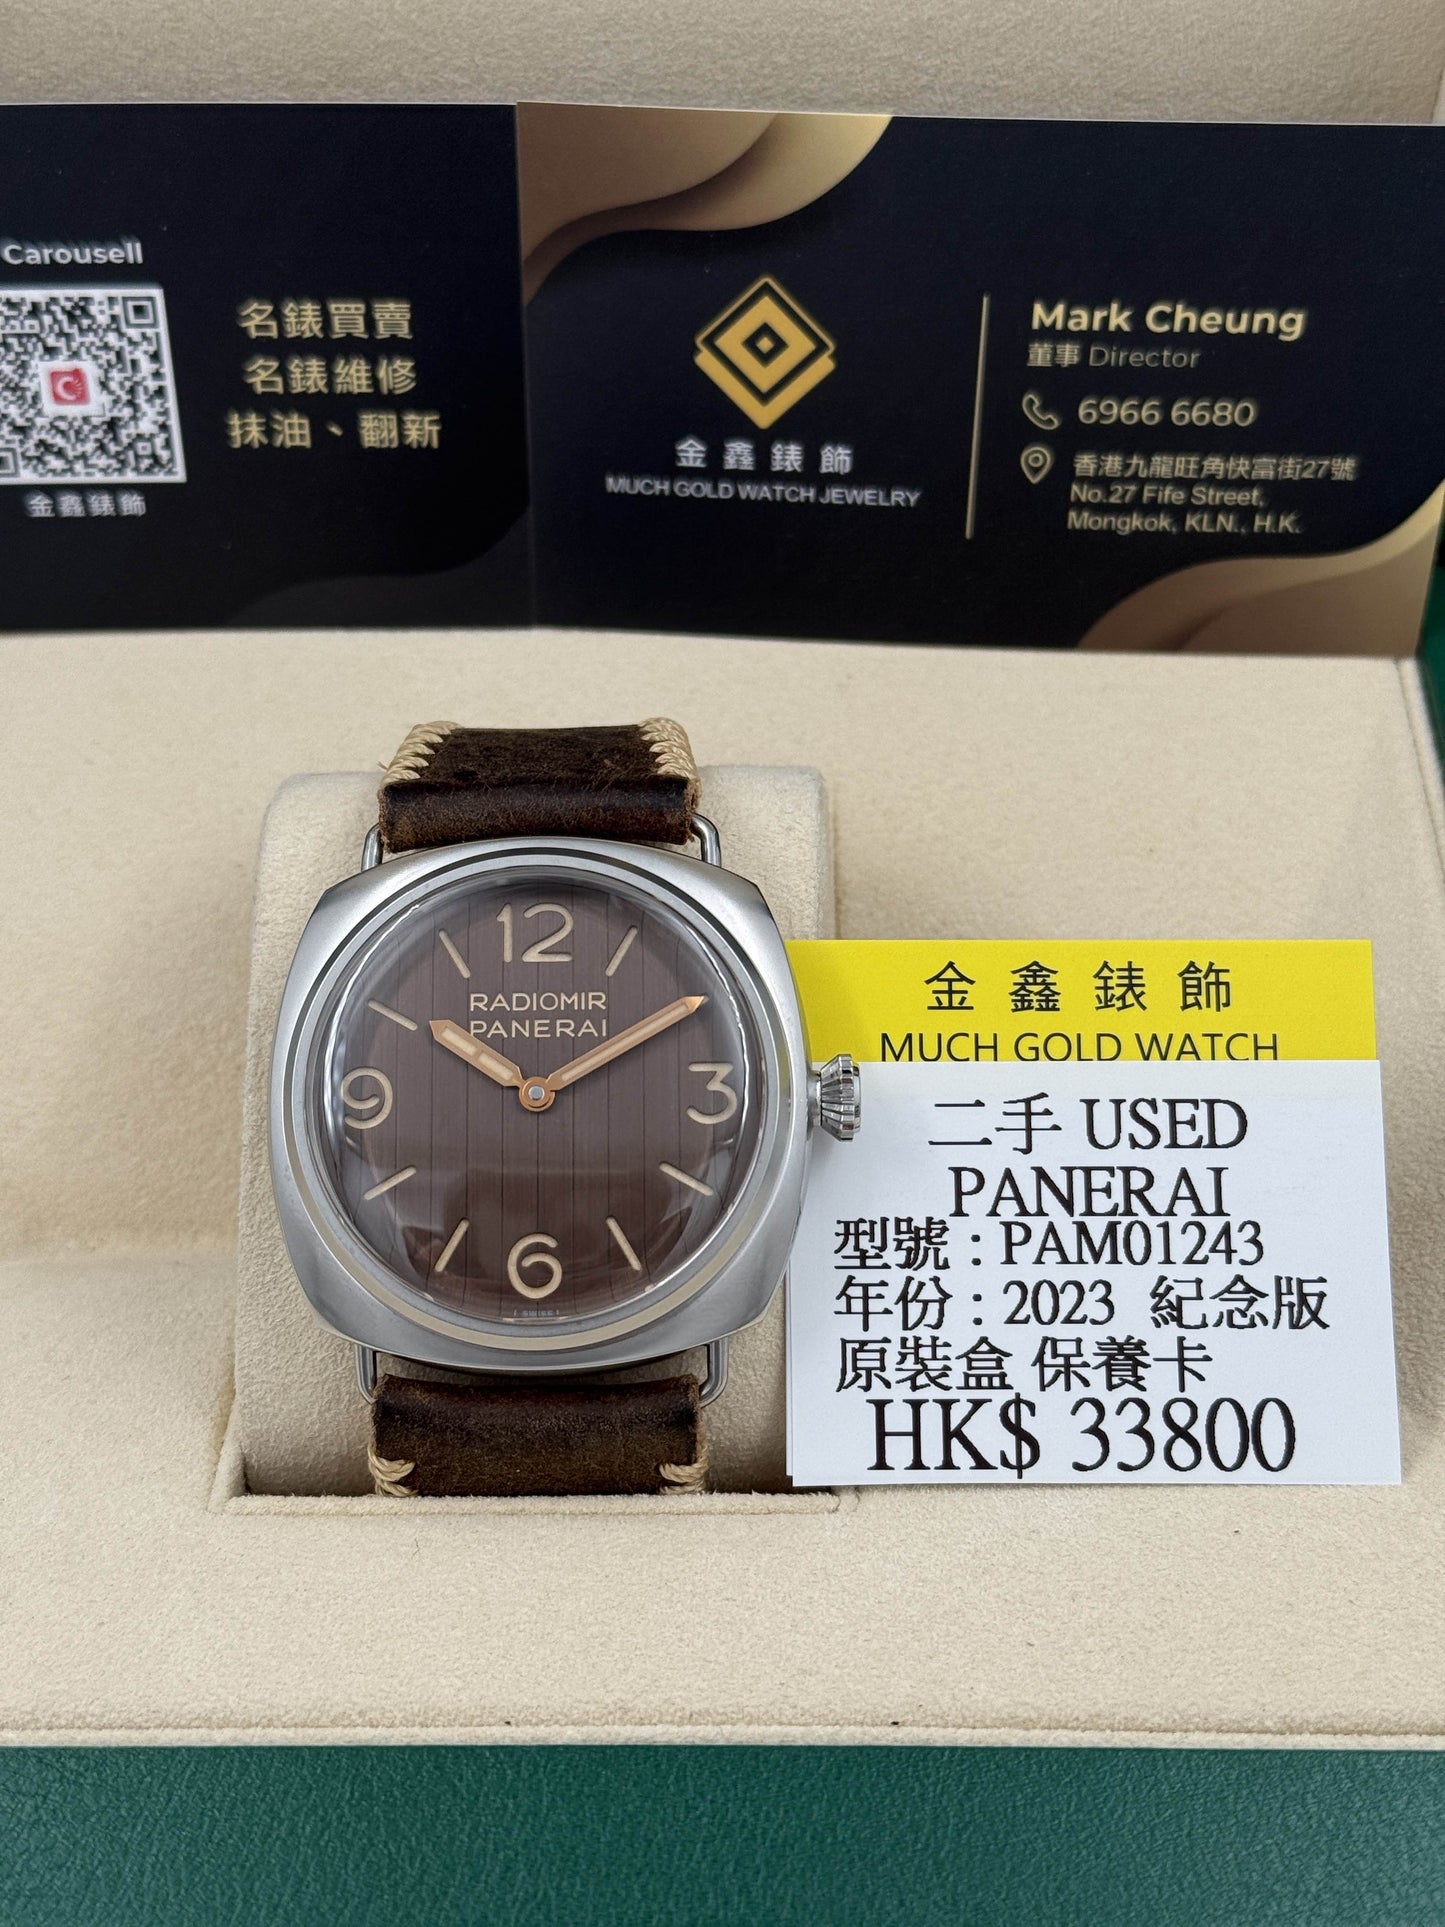 Carousell
金鑫錶飾
名錶買賣
名錶維修
抹油、翻新
金鑫錶飾
MUCH GOLD WATCH JEWELRY
Mark Cheung
董事 Director
6966 6680
香港九龍旺角快富街27號
No.27 Fife Street,
Mongkok, KLN., H.K.
12
RADIOMIR
PANERAI
9
3
6
SWISS
金鑫錶飾
MUCH GOLD WATCH
二手 USED
PANERAI
型號:PAM01243
年份:2023 紀念版
原裝盒 保養卡
HK$ 33800